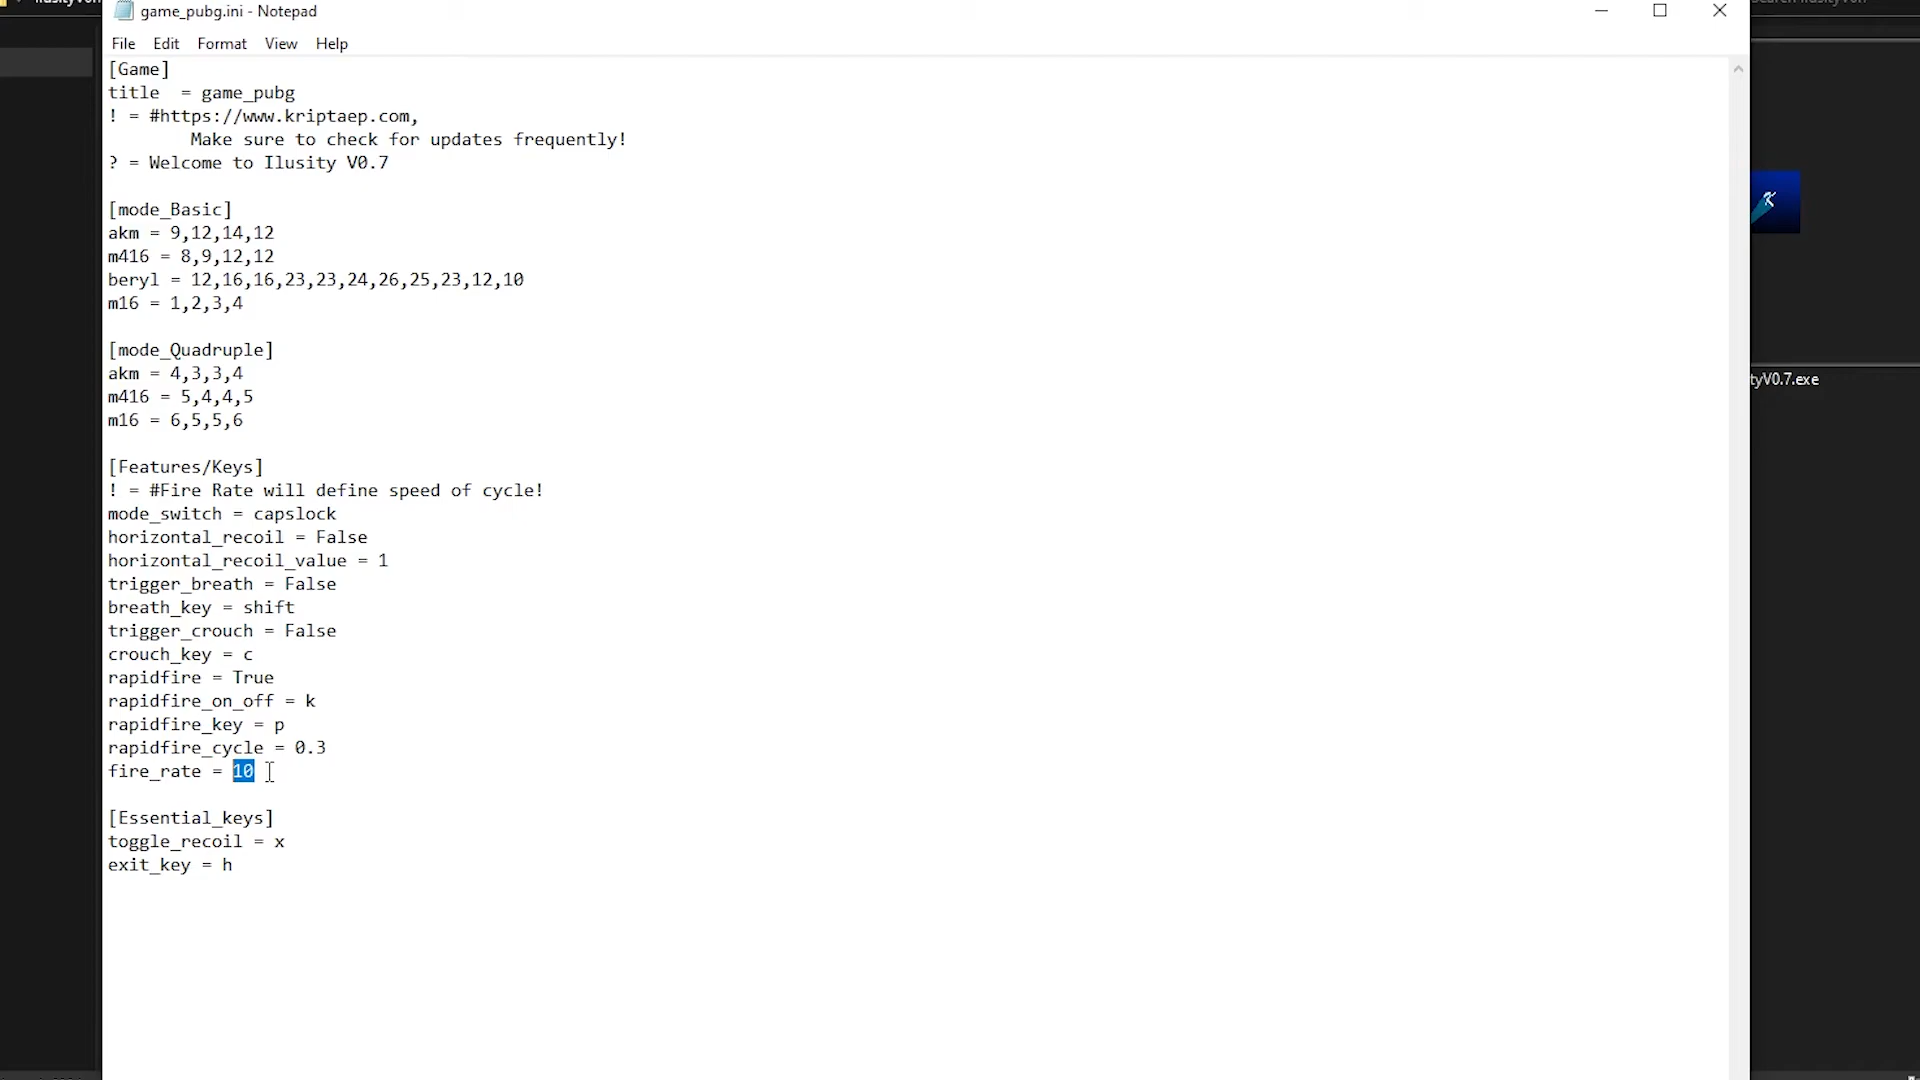 game_pubg.ini - Notepad
File Edit Format View Help
[Game]
title  = game_pubg
! = #https://www.kriptaep.com,
        Make sure to check for updates frequently!
? = Welcome to Ilusity V0.7
[mode_Basic]
akm = 9,12,14,12
m416 = 8,9,12,12
beryl = 12,16,16,23,23,24,26,25,23,12,10
m16 = 1,2,3,4
[mode_Quadruple]
akm = 4,3,3,4
m416 = 5,4,4,5
m16 = 6,5,5,6
[Features/Keys]
! = #Fire Rate will define speed of cycle!
mode_switch = capslock
horizontal_recoil = False
horizontal_recoil_value = 1
trigger_breath = False
breath_key = shift
trigger_crouch = False
crouch_key = c
rapidfire = True
rapidfire_on_off = k
rapidfire_key = p
rapidfire_cycle = 0.3
fire_rate = 10
[Essential_keys]
toggle_recoil = x
exit_key = h
tyV0.7.exe